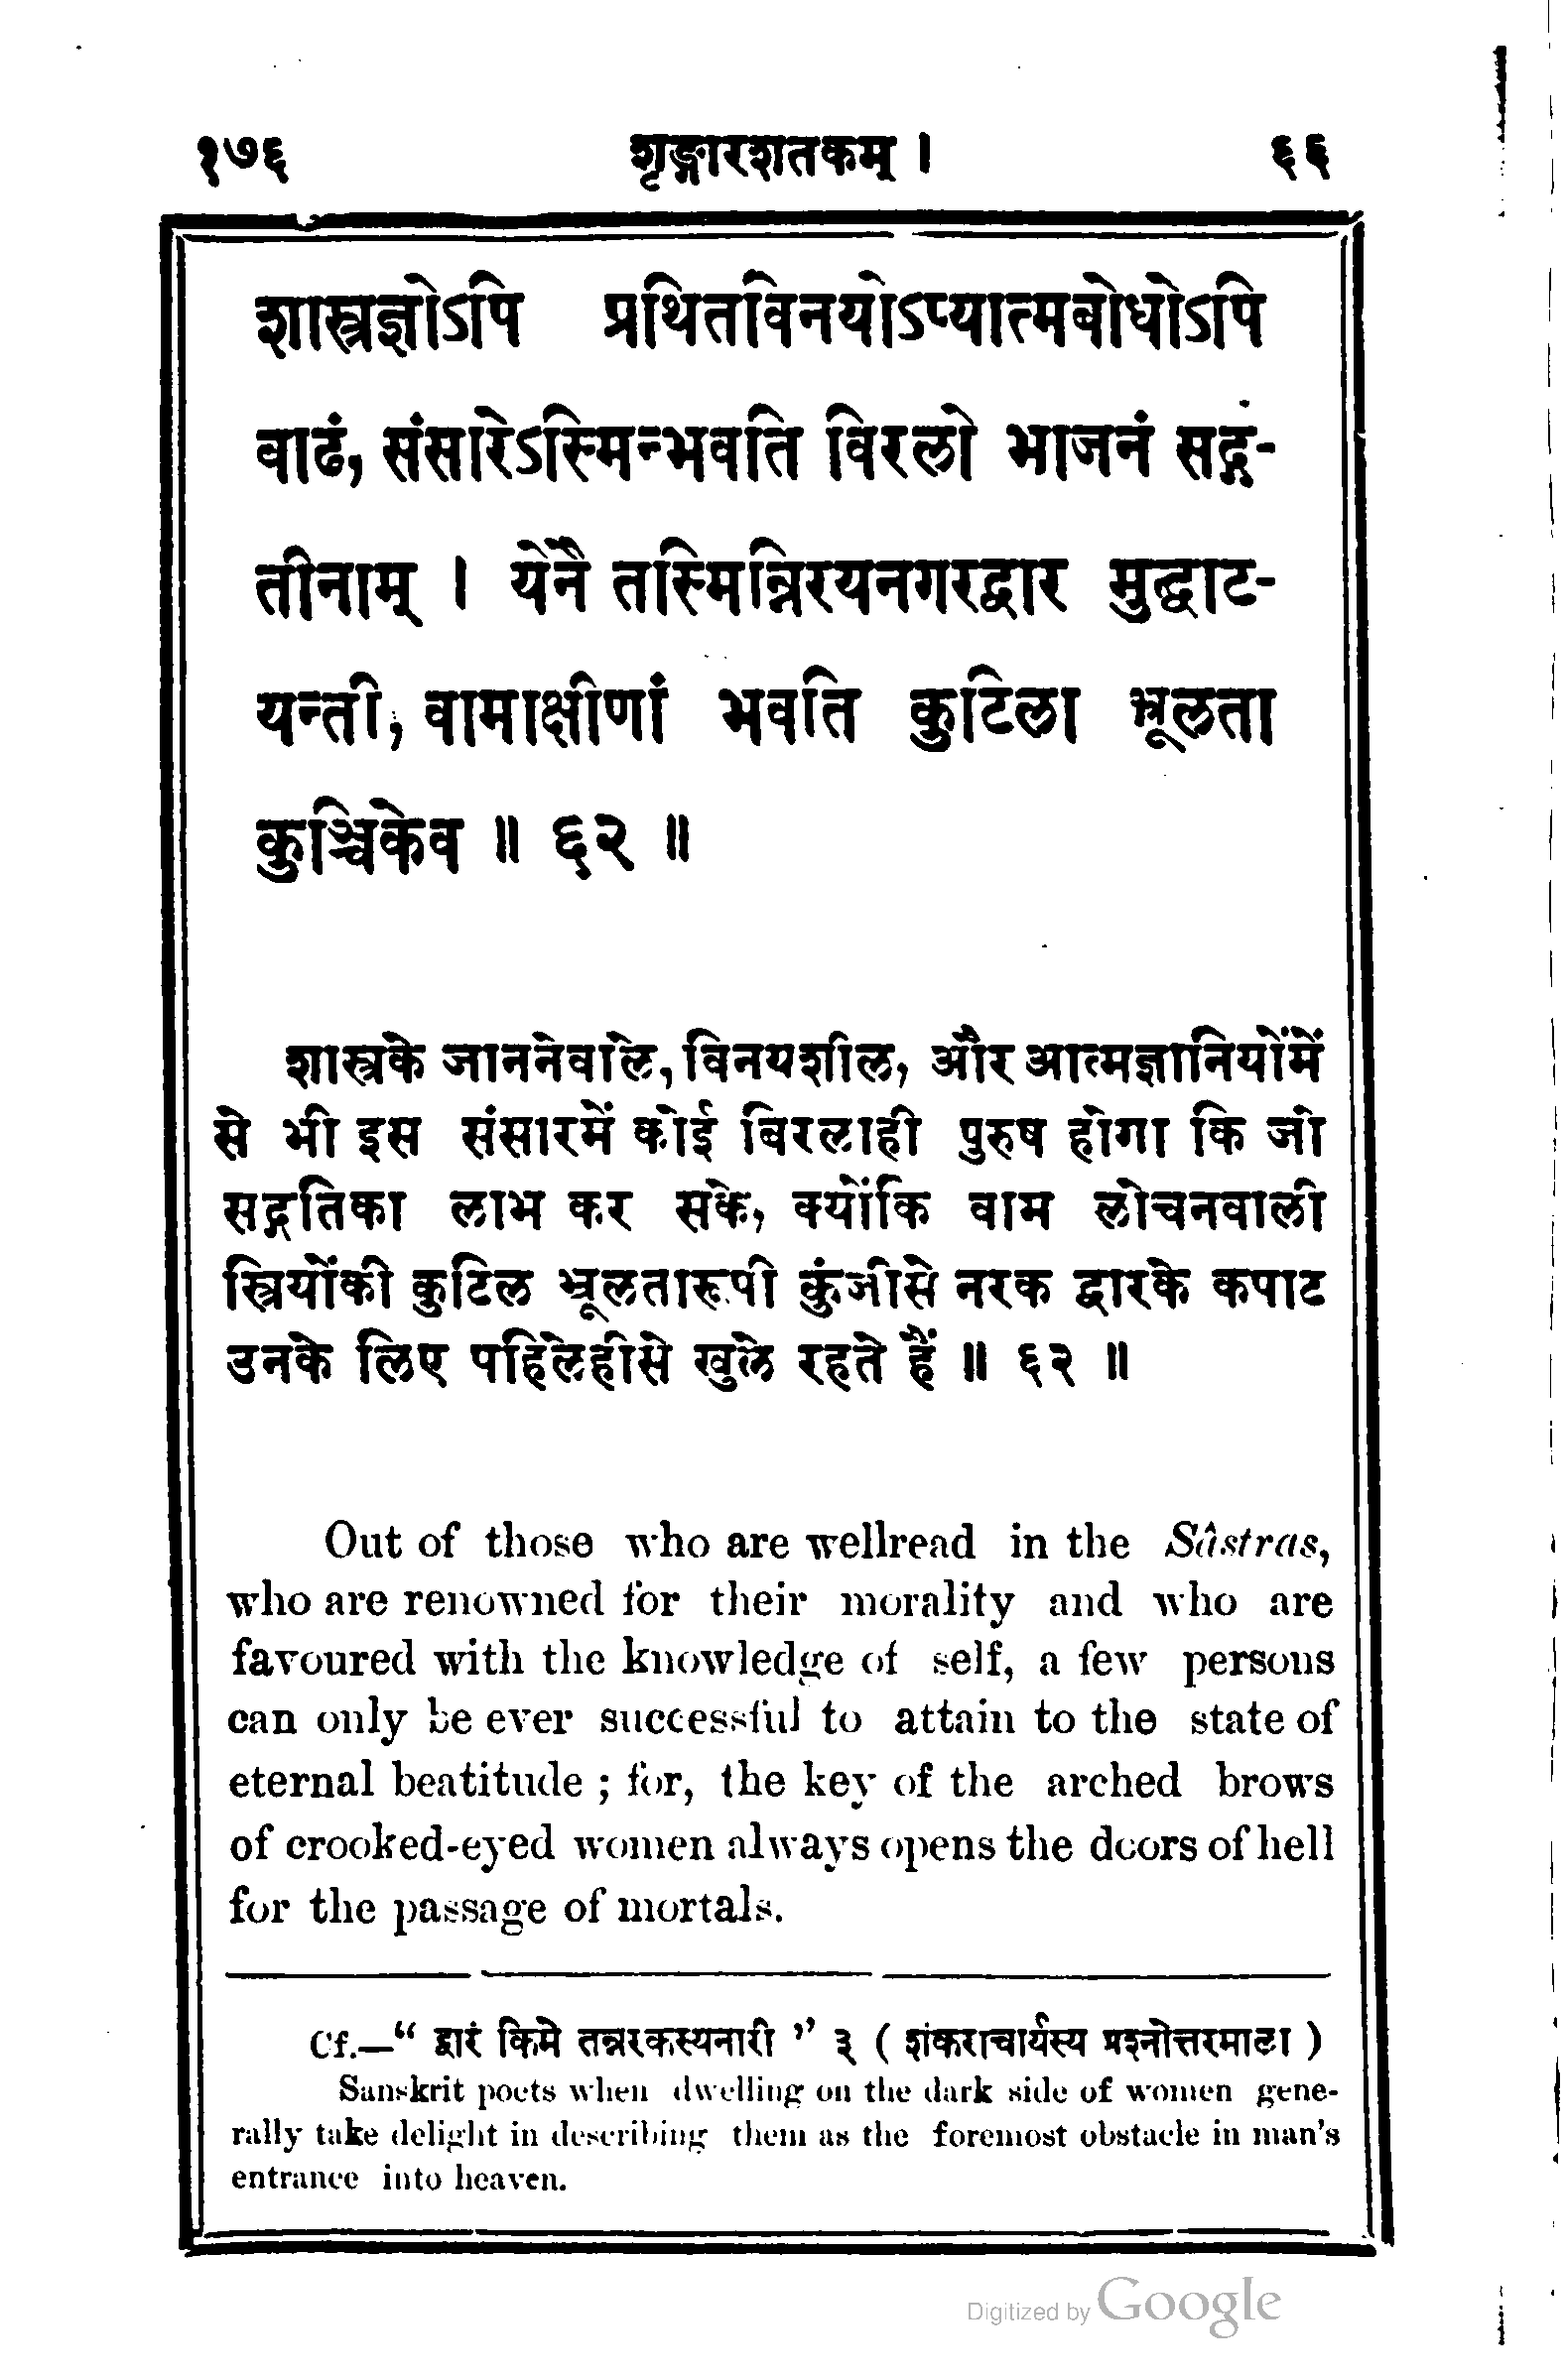 १७६ शृङ्गारशतकम् । ६६
शास्त्रज्ञोऽपि प्रथितविनयोऽप्यात्मबोधोऽपि
वाढं, संसारेऽस्मिन्भवति विरलो भाजनं सद्ग-
तीनाम् । येनै तस्मिन्निरयनगरद्वार मुद्घाट-
यन्ती, वामाक्षीणां भवति कुटिला भ्रूलता
कुञ्चिकेव ॥ ६२ ॥
शास्त्रके जाननेवाले, विनयशील, और आत्मज्ञानियोंमें
से भी इस संसारमें कोई बिरलाही पुरुष होगा कि जो
सद्गतिका लाभ कर सके, क्योंकि वाम लोचनवाली
स्त्रियोंकी कुटिल भ्रूलतारूपी कुंजीसे नरक द्वारके कपाट
उनके लिए पहिलेहीसे खुले रहते हैं ॥ ६२ ॥
Out of those who are wellread in the Sâstras,
who are renowned for their morality and who are
favoured with the knowledge of self, a few persons
can only be ever successful to attain to the state of
eternal beatitude ; for, the key of the arched brows
of crooked-eyed women always opens the doors of hell
for the passage of mortals.
Cf.—“ द्वारं किमे तन्नरकस्यनारी ” ३ ( शंकराचार्यस्य प्रश्नोत्तरमाला )
Sanskrit poets when dwelling on the dark side of women gene-
rally take delight in describing them as the foremost obstacle in man's
entrance into heaven.
Digitized by Google